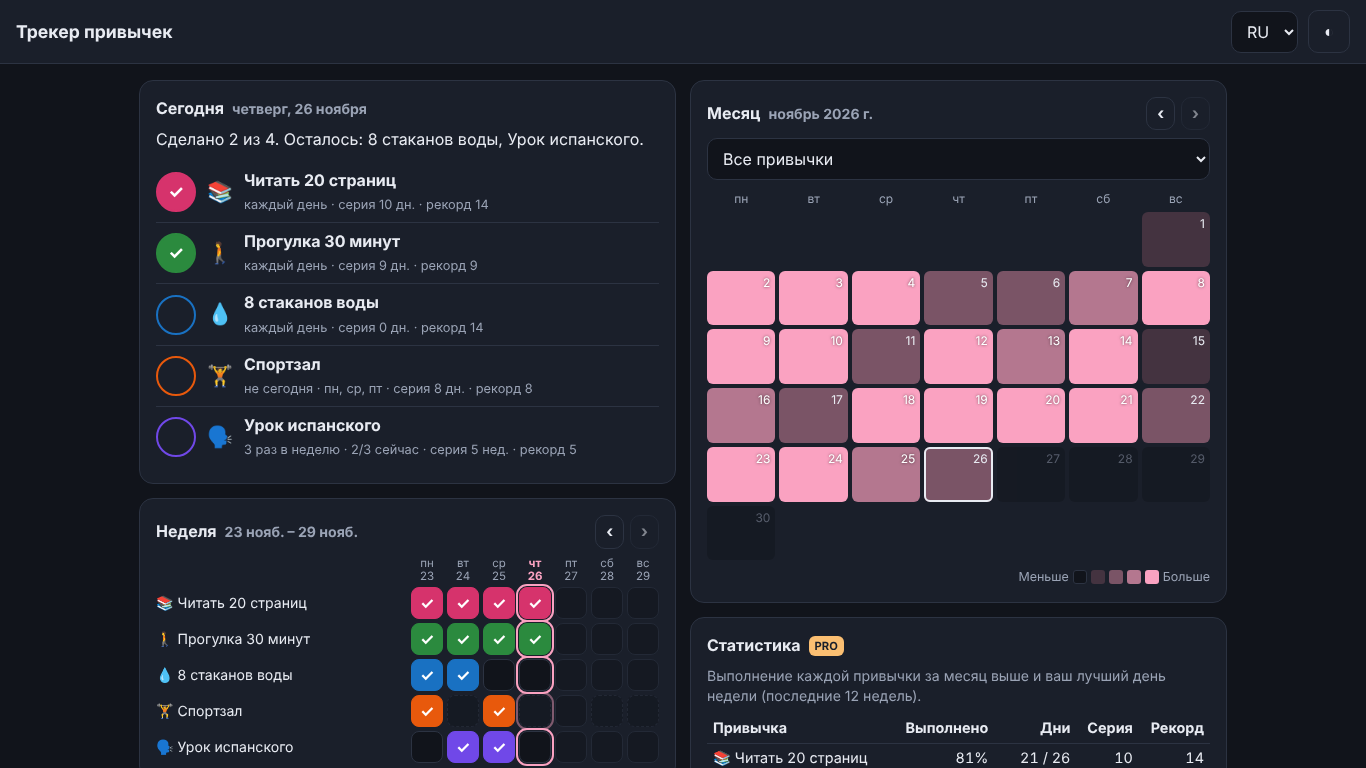 Трекер привычек
RU
Сегодня четверг, 26 ноября
Сделано 2 из 4. Осталось: 8 стаканов воды, Урок испанского.
Читать 20 страниц
каждый день · серия 10 дн. · рекорд 14
Прогулка 30 минут
каждый день · серия 9 дн. · рекорд 9
8 стаканов воды
каждый день · серия 0 дн. · рекорд 14
Спортзал
не сегодня · пн, ср, пт · серия 8 дн. · рекорд 8
Урок испанского
3 раз в неделю · 2/3 сейчас · серия 5 нед. · рекорд 5
Неделя 23 нояб. – 29 нояб.
пн вт ср чт пт сб вс
23 24 25 26 27 28 29
Читать 20 страниц
Прогулка 30 минут
8 стаканов воды
Спортзал
Урок испанского
Месяц ноябрь 2026 г.
Все привычки
пн вт ср чт пт сб вс
1
2 3 4 5 6 7 8
9 10 11 12 13 14 15
16 17 18 19 20 21 22
23 24 25 26 27 28 29
30
Меньше Больше
Статистика PRO
Выполнение каждой привычки за месяц выше и ваш лучший день
недели (последние 12 недель).
Привычка Выполнено Дни Серия Рекорд
Читать 20 страниц 81% 21 / 26 10 14